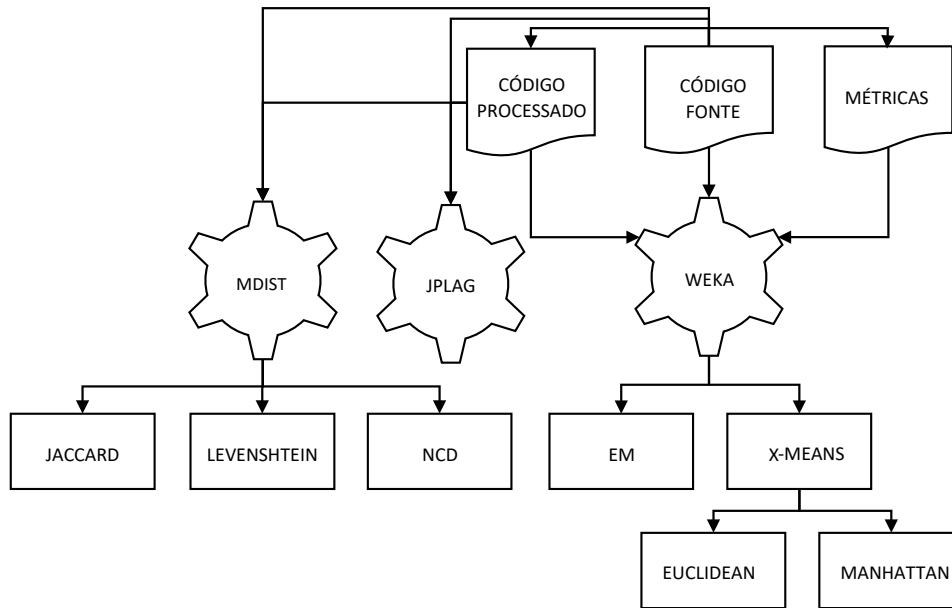 CÓDIGO
PROCESSADO
CÓDIGO
FONTE
MÉTRICAS
MDIST
JPLAG
WEKA
JACCARD
LEVENSHTEIN
NCD
EM
X-MEANS
EUCLIDEAN
MANHATTAN